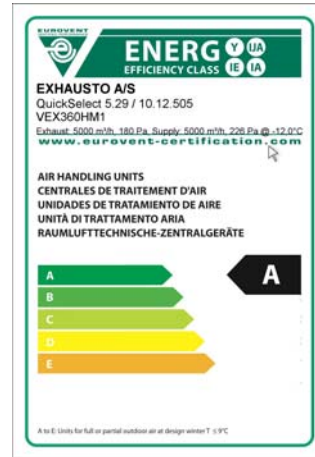 EUROVENT
ENERG Y IJA
EFFICIENCY CLASS IE IA
EXHAUSTO A/S
QuickSelect 5.29 / 10.12.505
VEX360HM1
Exhaust: 5000 m³/h, 180 Pa, Supply: 5000 m³/h, 226 Pa @ -12,0°C
www.eurovent-certification.com
AIR HANDLING UNITS
CENTRALES DE TRAITEMENT D'AIR
UNIDADES DE TRATAMIENTO DE AIRE
UNITÀ DI TRATTAMENTO ARIA
RAUMLUFTTECHNISCHE-ZENTRALGERÄTE
A
A
B
C
D
E
A to E: Units for full or partial outdoor air at design winter T ≤ 9°C